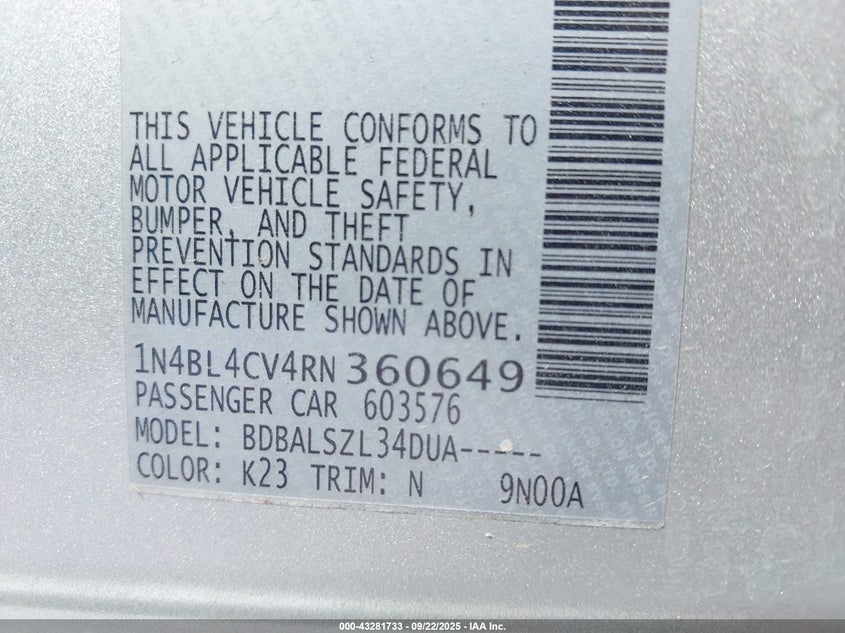 THIS VEHICLE CONFORMS TO
ALL APPLICABLE FEDERAL
MOTOR VEHICLE SAFETY,
BUMPER, AND THEFT
PREVENTION STANDARDS IN
EFFECT ON THE DATE OF
MANUFACTURE SHOWN ABOVE.
1N4BL4CV4RN360649
PASSENGER CAR 603576
MODEL: BDBALSZL34DUA-----
COLOR: K23 TRIM: N 9N00A
000-43281733 - 09/22/2025 - IAA Inc.